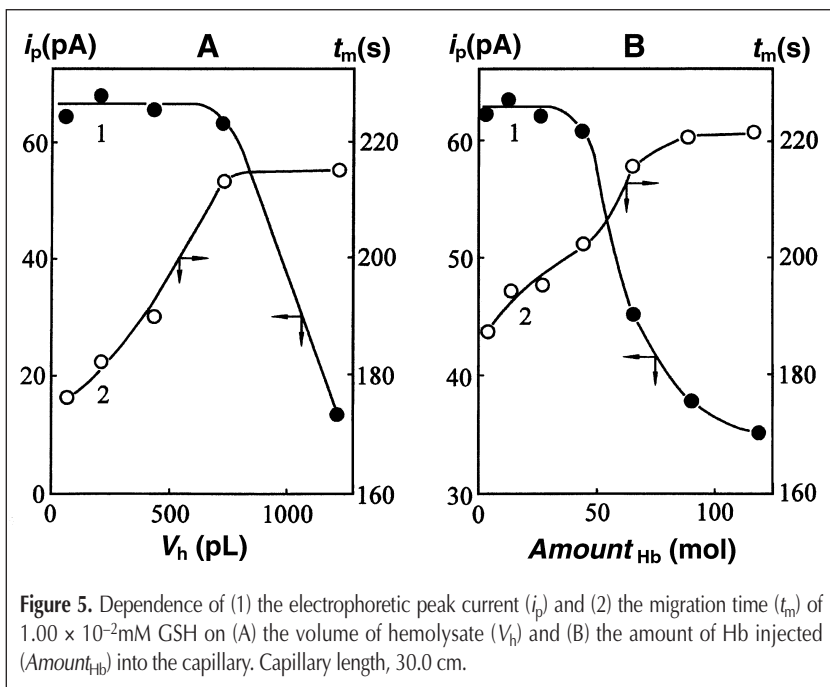 iₚ(pA) A tₘ(s)
60
40
20
0
220
200
180
160
1
2
0 500 1000
Vₕ (pL)
iₚ(pA) B tₘ(s)
60
50
40
30
220
200
180
160
1
2
0 50 100
Amount Hb (mol)
Figure 5. Dependence of (1) the electrophoretic peak current (iₚ) and (2) the migration time (tₘ) of
1.00 × 10⁻²mM GSH on (A) the volume of hemolysate (Vₕ) and (B) the amount of Hb injected
(AmountHb) into the capillary. Capillary length, 30.0 cm.